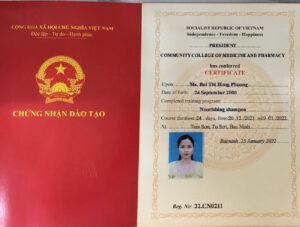 CỘNG HÒA XÃ HỘI CHỦ NGHĨA VIỆT NAM
Độc lập - Tự do - Hạnh phúc
CHỨNG NHẬN ĐÀO TẠO
SOCIALIST REPUBLIC OF VIETNAM
Independence - Freedom - Happiness
PRESIDENT
COMMUNITY COLLEGE OF MEDICINE AND PHARMACY
has conferred
CERTIFICATE
Upon: Ms. Bui Thi Hong Phuong
Date of birth: 24 September 2000
Completed training program:
Nourishing shampoo
Course duration: 24 days, from 20.12.2021 to 19.01.2022
At: Tam Son, Tu Son, Bac Ninh
Bacninh, 25 January 2022
Reg. No: 22.CN0211